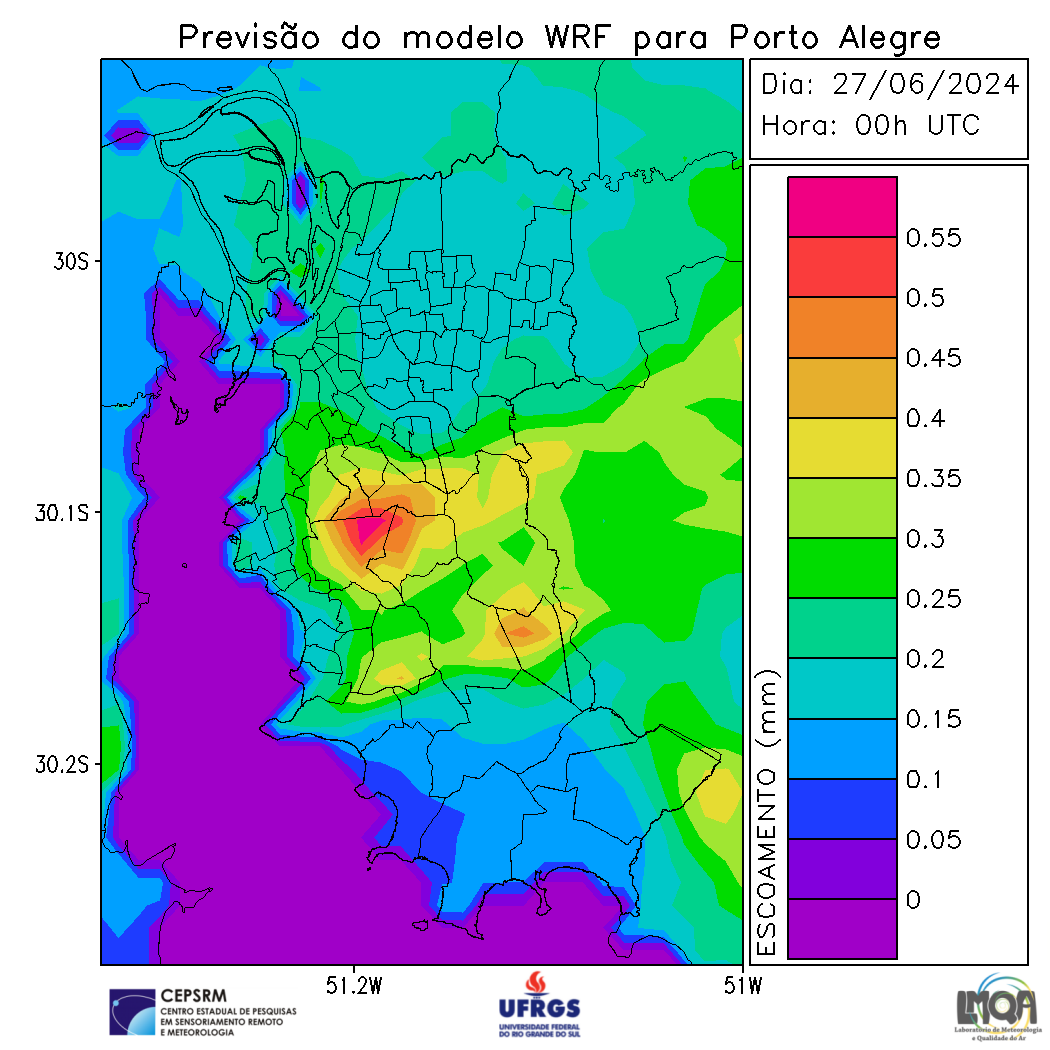 Previsão do modelo WRF para Porto Alegre
Dia: 27/06/2024
Hora: 00h UTC
30S
30.1S
30.2S
51.2W
51W
ESCOAMENTO (mm)
0.55
0.5
0.45
0.4
0.35
0.3
0.25
0.2
0.15
0.1
0.05
0
CEPSRM
CENTRO ESTADUAL DE PESQUISAS
EM SENSORIAMENTO REMOTO
E METEOROLOGIA
UFRGS
UNIVERSIDADE FEDERAL
DO RIO GRANDE DO SUL
LMQA
Laboratório de Meteorologia
e Qualidade do Ar